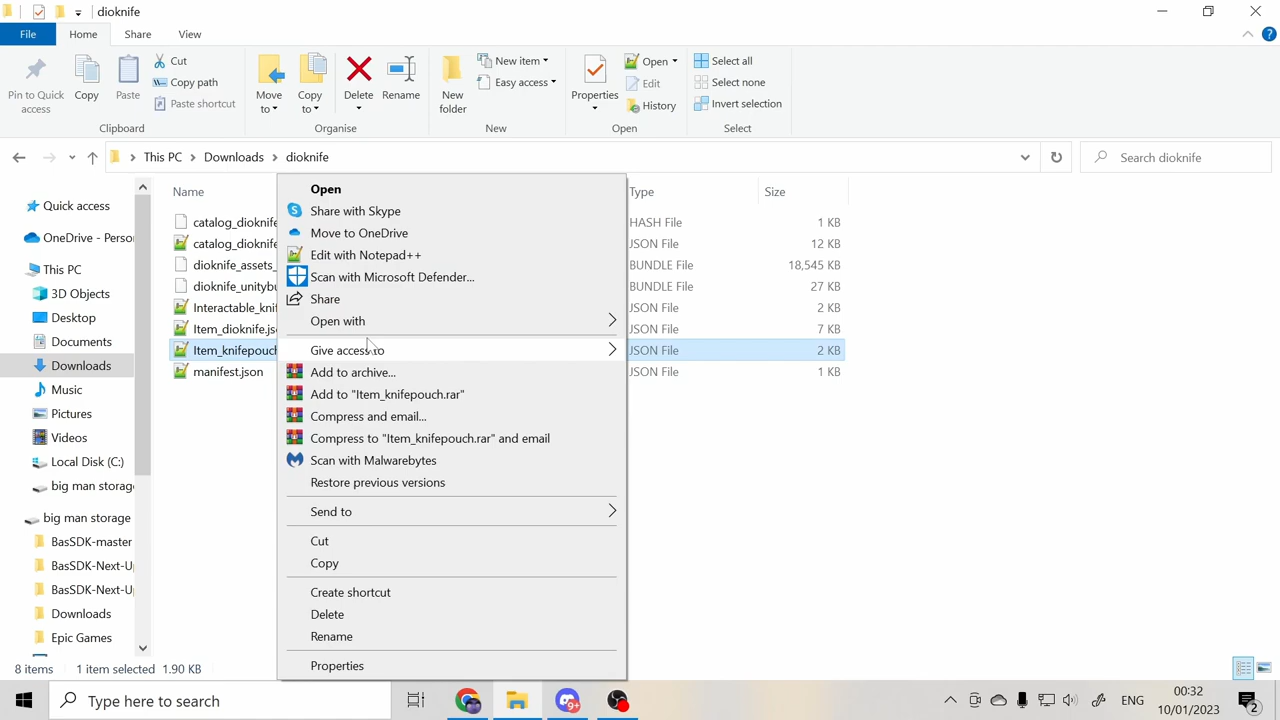 dioknife
File
Home
Share
View
Pin to Quick access
Copy
Paste
Cut
Copy path
Paste shortcut
Clipboard
Move to
Copy to
Delete
Rename
Organise
New folder
New item
Easy access
New
Properties
Open
Edit
History
Open
Select all
Select none
Invert selection
Select
This PC
Downloads
dioknife
Search dioknife
Quick access
OneDrive - Perso
This PC
3D Objects
Desktop
Documents
Downloads
Music
Pictures
Videos
Local Disk (C:)
big man storage
big man storage
BasSDK-master
BasSDK-Next-U
BasSDK-Next-U
Downloads
Epic Games
Name
Type
Size
catalog_dioknife
HASH File
1 KB
catalog_dioknife
JSON File
12 KB
dioknife_assets_
BUNDLE File
18,545 KB
dioknife_unitybu
BUNDLE File
27 KB
Interactable_kni
JSON File
2 KB
Item_dioknife.js
JSON File
7 KB
Item_knifepouch
JSON File
2 KB
manifest.json
JSON File
1 KB
Open
Share with Skype
Move to OneDrive
Edit with Notepad++
Scan with Microsoft Defender...
Share
Open with
Give access to
Add to archive...
Add to "Item_knifepouch.rar"
Compress and email...
Compress to "Item_knifepouch.rar" and email
Scan with Malwarebytes
Restore previous versions
Send to
Cut
Copy
Create shortcut
Delete
Rename
Properties
8 items
1 item selected 1.90 KB
Type here to search
9+
ENG
00:32
10/01/2023
2